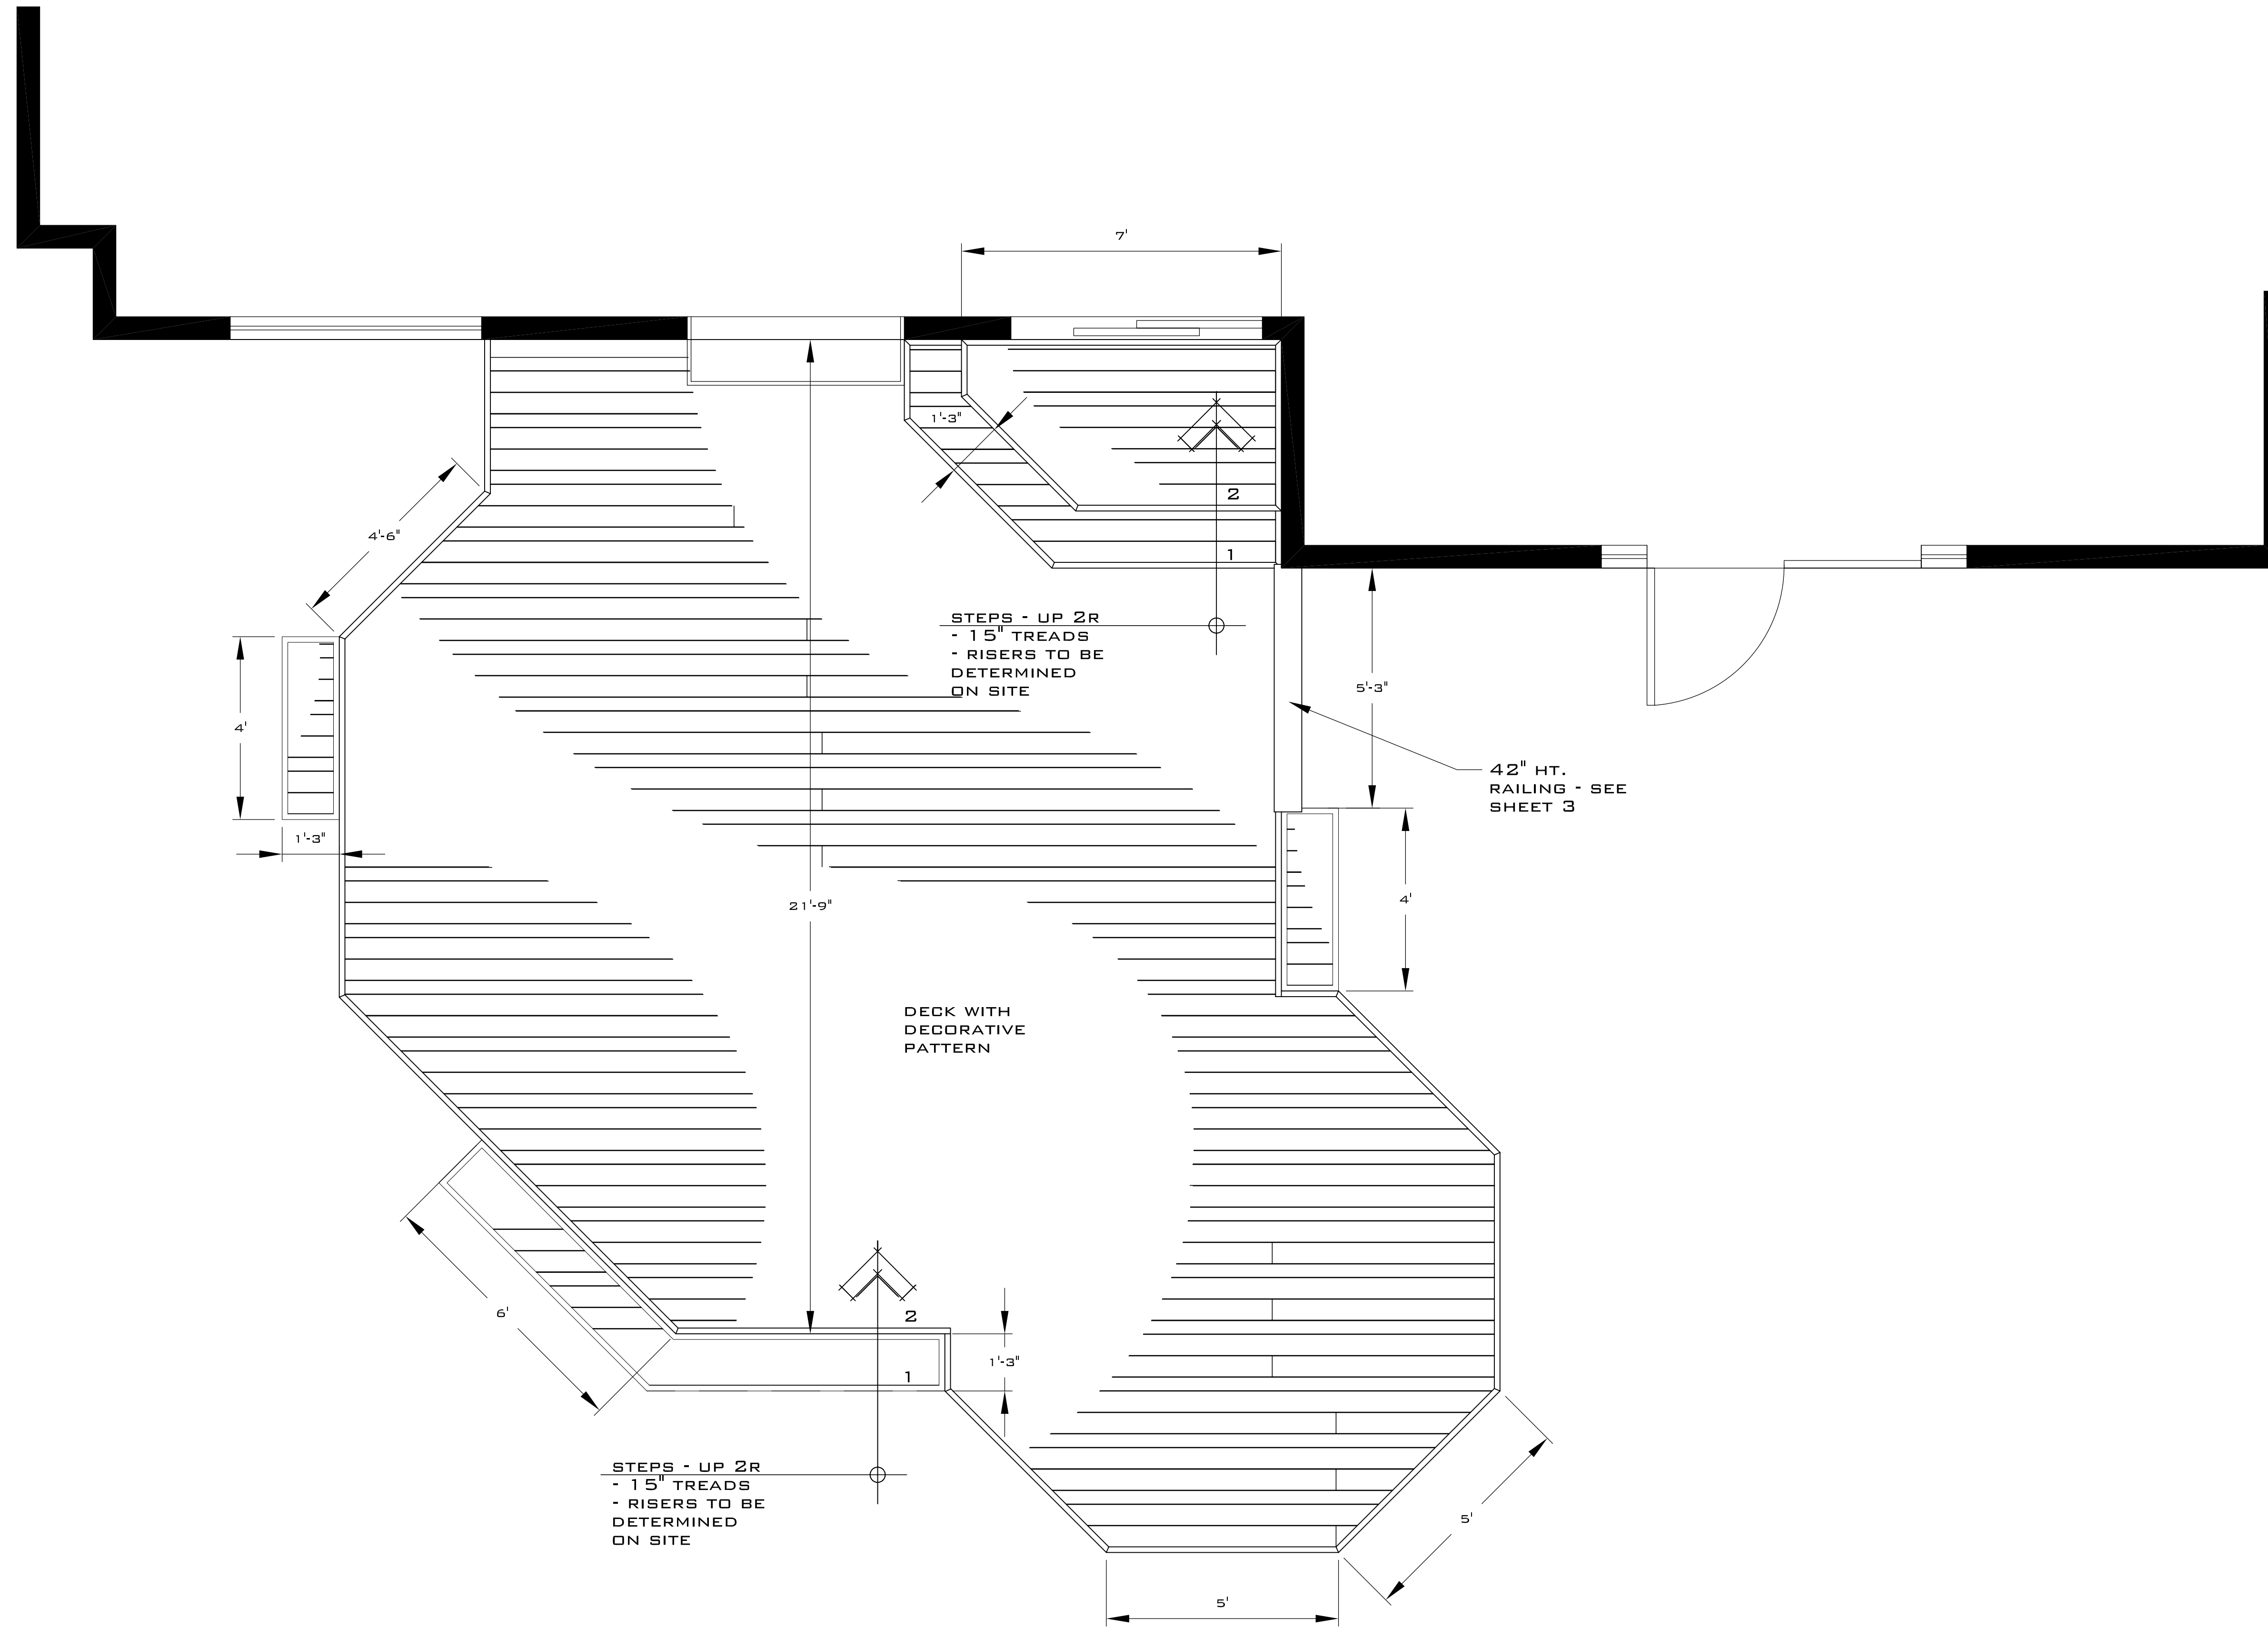 7'
1'-3"
2
1
4'-6"
STEPS - UP 2R
- 15" TREADS
- RISERS TO BE
DETERMINED
ON SITE
5'-3"
4'
42" HT.
RAILING - SEE
SHEET 3
1'-3"
21'-9"
4'
DECK WITH
DECORATIVE
PATTERN
6'
2
1'-3"
1
STEPS - UP 2R
- 15" TREADS
- RISERS TO BE
DETERMINED
ON SITE
5'
5'